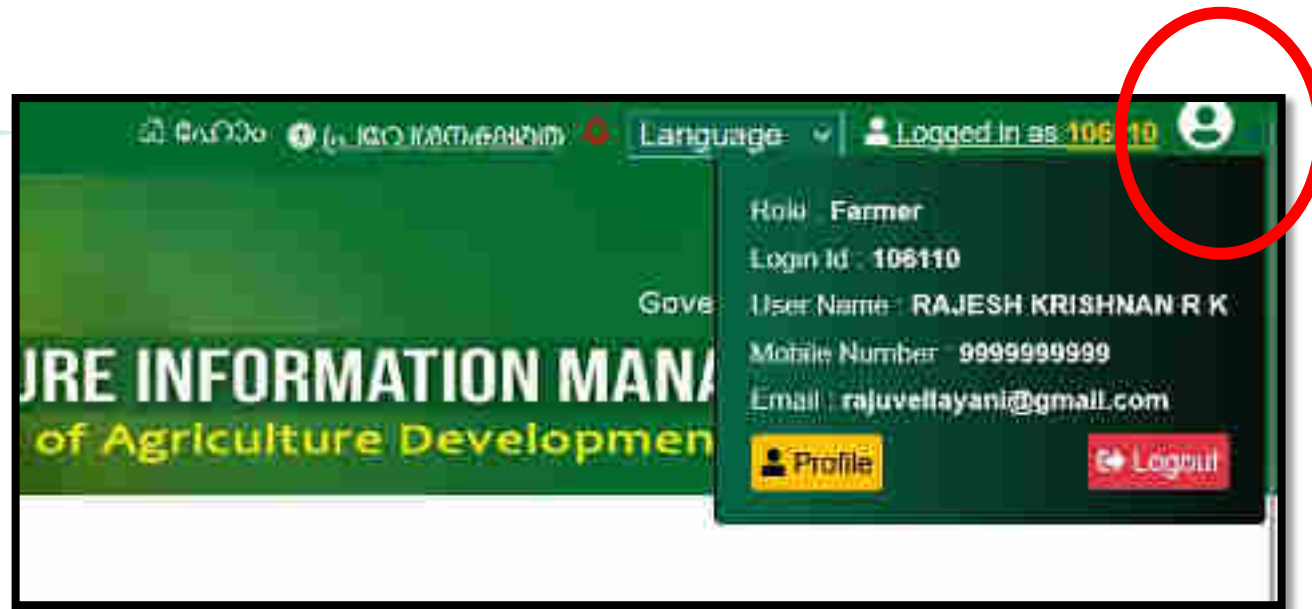 ഹോം Language Logged in as 106110
Role : Farmer
Login Id : 106110
Gove
User Name : RAJESH KRISHNAN R K
Mobile Number : 9999999999
URE INFORMATION MANA
Email : rajuvellayani@gmail.com
of Agriculture Developmen
Profile Logout